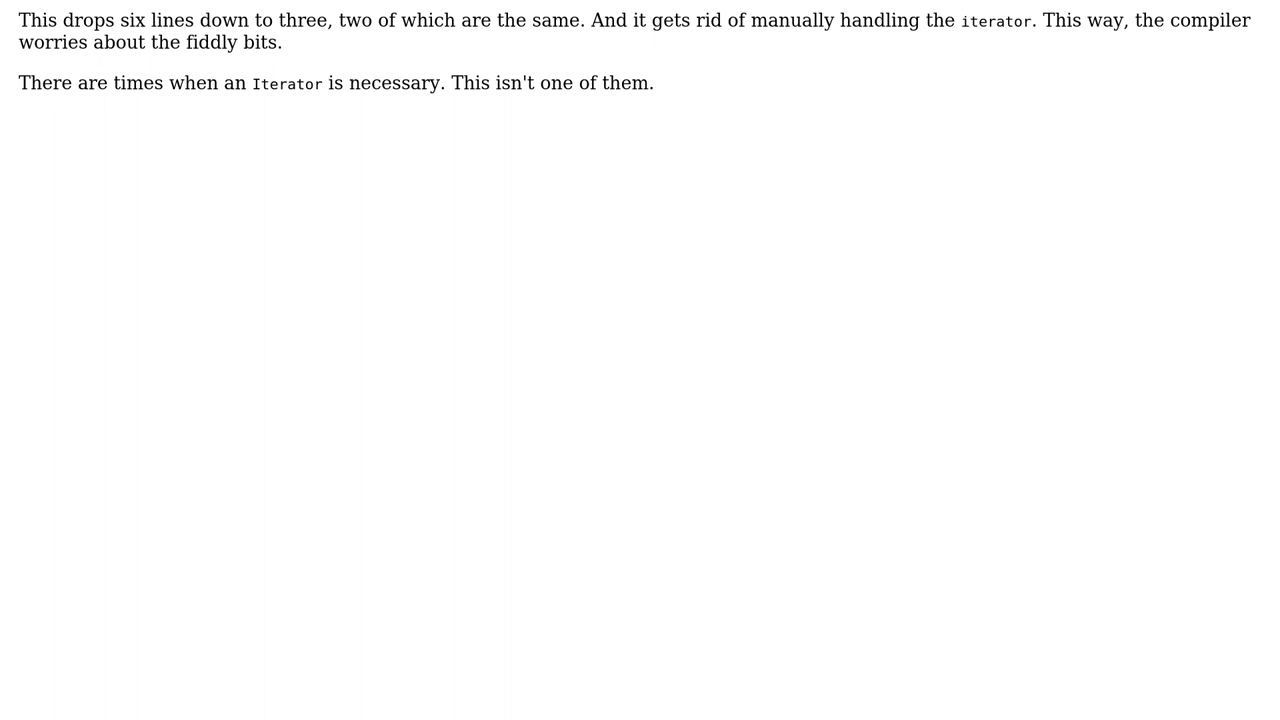 This drops six lines down to three, two of which are the same. And it gets rid of manually handling the iterator. This way, the compiler
worries about the fiddly bits.
There are times when an Iterator is necessary. This isn't one of them.